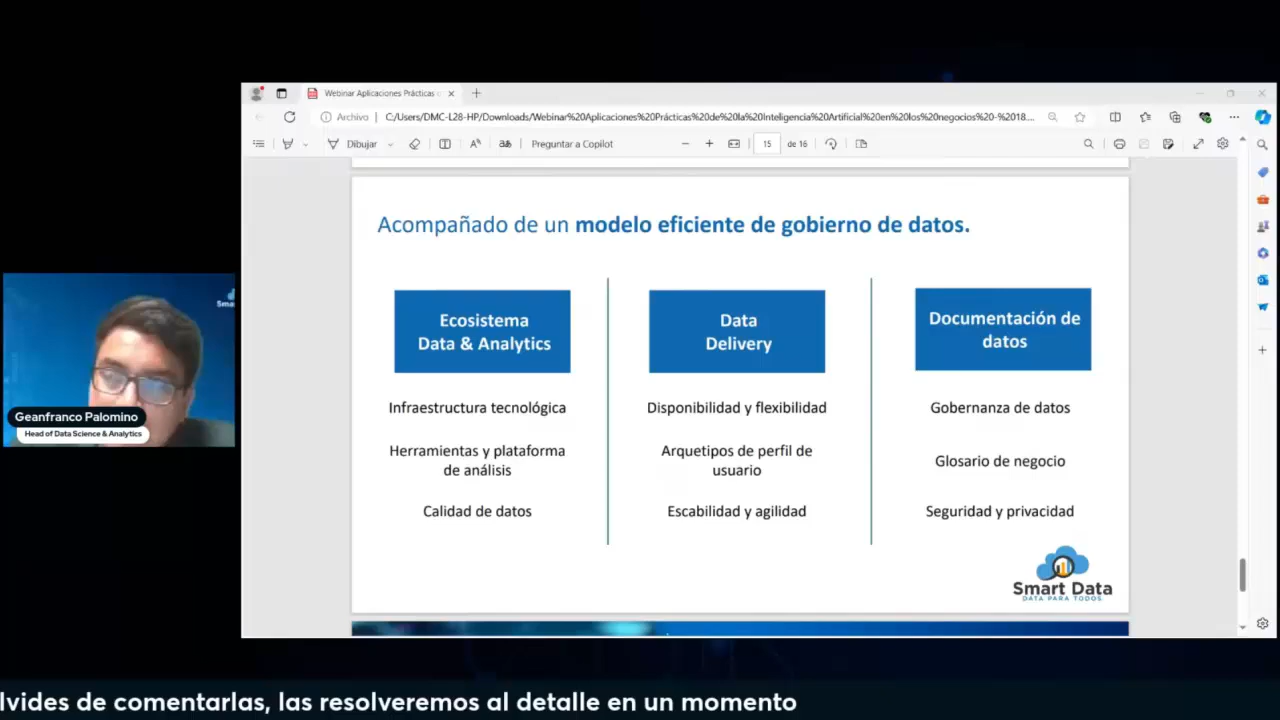 Webinar Aplicaciones Prácticas
Archivo
C:/Users/DMC-L28-HP/Downloads/Webinar%20Aplicaciones%20Prácticas%20de%20la%20Inteligencia%20Artificial%20en%20los%20negocios%20-%2018...
Dibujar
Preguntar a Copilot
15 de 16
Acompañado de un modelo eficiente de gobierno de datos.
Ecosistema
Data & Analytics
Infraestructura tecnológica
Herramientas y plataforma
de análisis
Calidad de datos
Data
Delivery
Disponibilidad y flexibilidad
Arquetipos de perfil de
usuario
Escabilidad y agilidad
Documentación de
datos
Gobernanza de datos
Glosario de negocio
Seguridad y privacidad
Smart Data
DATA PARA TODOS
Geanfranco Palomino
Head of Data Science & Analytics
lvides de comentarlas, las resolveremos al detalle en un momento